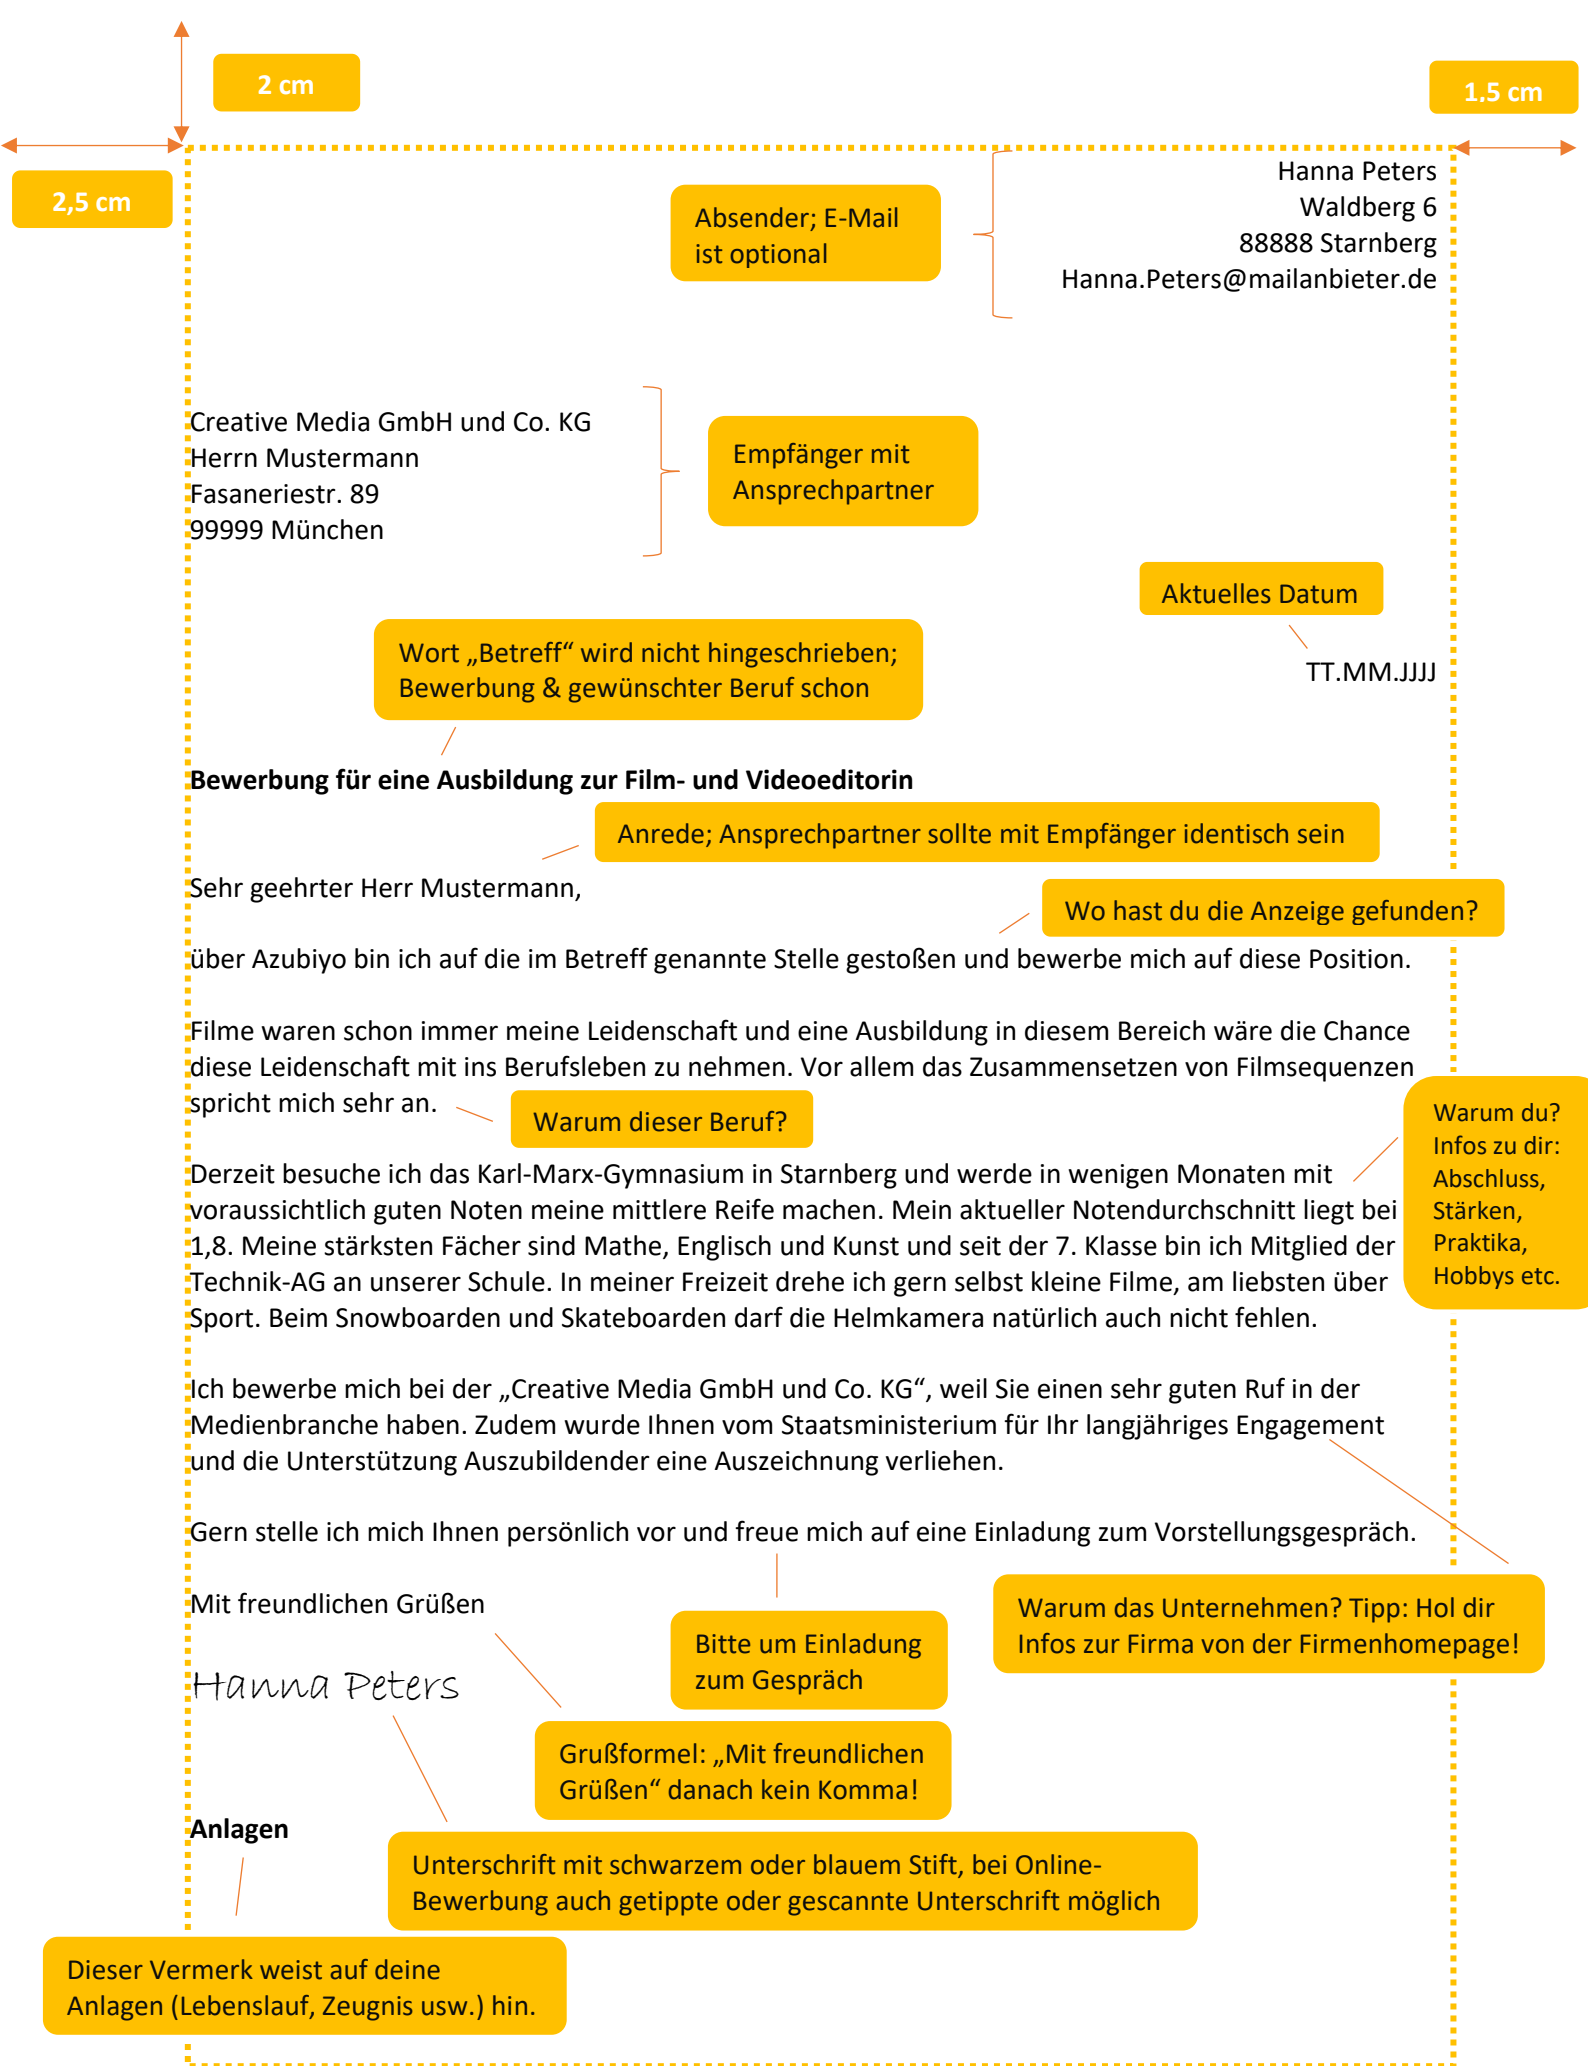 2 cm
1,5 cm
2,5 cm
Hanna Peters
Waldberg 6
88888 Starnberg
Hanna.Peters@mailanbieter.de
Absender; E-Mail
ist optional
Creative Media GmbH und Co. KG
Herrn Mustermann
Fasaneriestr. 89
99999 München
Empfänger mit
Ansprechpartner
Aktuelles Datum
TT.MM.JJJJ
Wort „Betreff“ wird nicht hingeschrieben;
Bewerbung & gewünschter Beruf schon
Bewerbung für eine Ausbildung zur Film- und Videoeditorin
Anrede; Ansprechpartner sollte mit Empfänger identisch sein
Sehr geehrter Herr Mustermann,
Wo hast du die Anzeige gefunden?
über Azubiyo bin ich auf die im Betreff genannte Stelle gestoßen und bewerbe mich auf diese Position.
Filme waren schon immer meine Leidenschaft und eine Ausbildung in diesem Bereich wäre die Chance
diese Leidenschaft mit ins Berufsleben zu nehmen. Vor allem das Zusammensetzen von Filmsequenzen
spricht mich sehr an.
Warum dieser Beruf?
Warum du?
Infos zu dir:
Abschluss,
Stärken,
Praktika,
Hobbys etc.
Derzeit besuche ich das Karl-Marx-Gymnasium in Starnberg und werde in wenigen Monaten mit
voraussichtlich guten Noten meine mittlere Reife machen. Mein aktueller Notendurchschnitt liegt bei
1,8. Meine stärksten Fächer sind Mathe, Englisch und Kunst und seit der 7. Klasse bin ich Mitglied der
Technik-AG an unserer Schule. In meiner Freizeit drehe ich gern selbst kleine Filme, am liebsten über
Sport. Beim Snowboarden und Skateboarden darf die Helmkamera natürlich auch nicht fehlen.
Ich bewerbe mich bei der „Creative Media GmbH und Co. KG“, weil Sie einen sehr guten Ruf in der
Medienbranche haben. Zudem wurde Ihnen vom Staatsministerium für Ihr langjähriges Engagement
und die Unterstützung Auszubildender eine Auszeichnung verliehen.
Gern stelle ich mich Ihnen persönlich vor und freue mich auf eine Einladung zum Vorstellungsgespräch.
Mit freundlichen Grüßen
Warum das Unternehmen? Tipp: Hol dir
Infos zur Firma von der Firmenhomepage!
Bitte um Einladung
zum Gespräch
Hanna Peters
Grußformel: „Mit freundlichen
Grüßen“ danach kein Komma!
Anlagen
Unterschrift mit schwarzem oder blauem Stift, bei Online-
Bewerbung auch getippte oder gescannte Unterschrift möglich
Dieser Vermerk weist auf deine
Anlagen (Lebenslauf, Zeugnis usw.) hin.